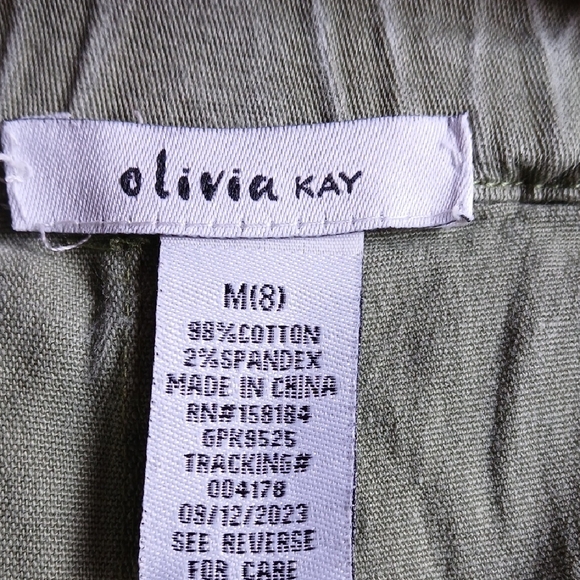 olivia KAY
M(8)
98%COTTON
2%SPANDEX
MADE IN CHINA
RN#158184
GPK9525
TRACKING#
004178
09/12/2023
SEE REVERSE
FOR CARE